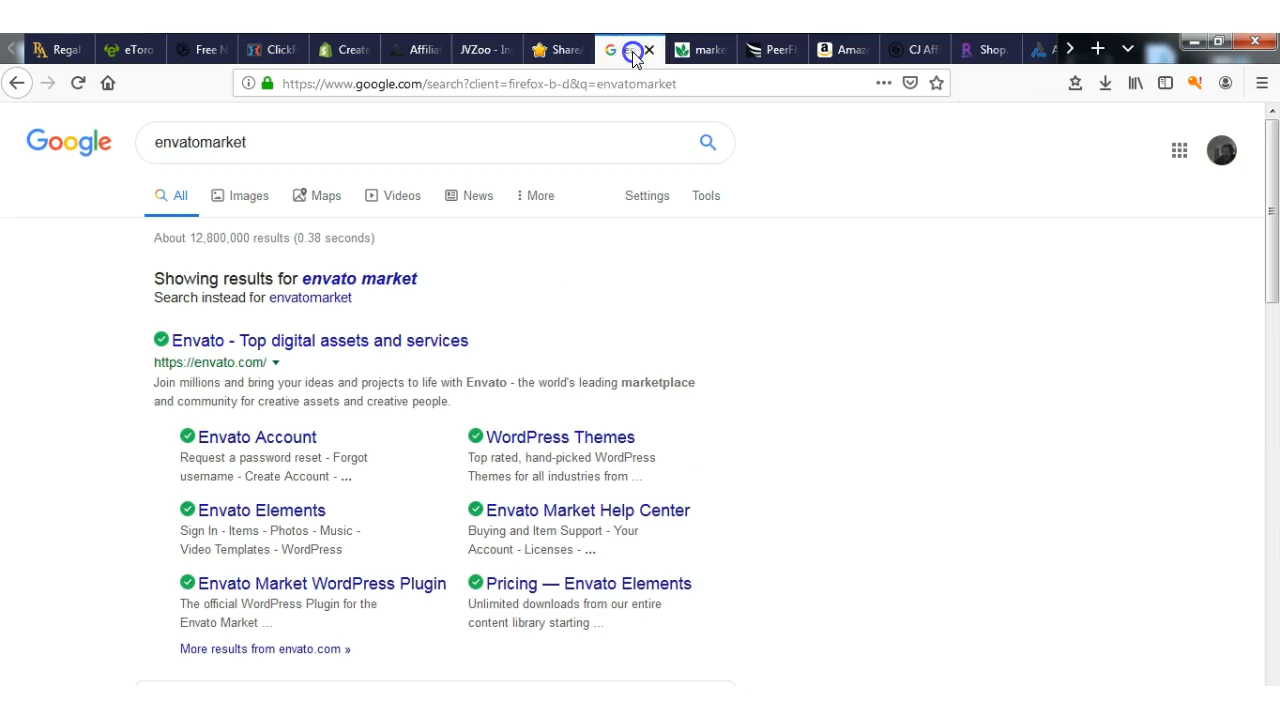 Regal
eToro
Free N
ClickF
Create
Affiliat
JVZoo - In
Share
marke
PeerFl
Amaz
CJ Aff
Shop.
https://www.google.com/search?client=firefox-b-d&q=envatomarket
Google
envatomarket
All
Images
Maps
Videos
News
More
Settings
Tools
About 12,800,000 results (0.38 seconds)
Showing results for envato market
Search instead for envatomarket
Envato - Top digital assets and services
https://envato.com/
Join millions and bring your ideas and projects to life with Envato - the world's leading marketplace
and community for creative assets and creative people.
Envato Account
Request a password reset - Forgot
username - Create Account - ...
WordPress Themes
Top rated, hand-picked WordPress
Themes for all industries from ...
Envato Elements
Sign In - Items - Photos - Music -
Video Templates - WordPress
Envato Market Help Center
Buying and Item Support - Your
Account - Licenses - ...
Envato Market WordPress Plugin
The official WordPress Plugin for the
Envato Market ...
Pricing — Envato Elements
Unlimited downloads from our entire
content library starting ...
More results from envato.com »